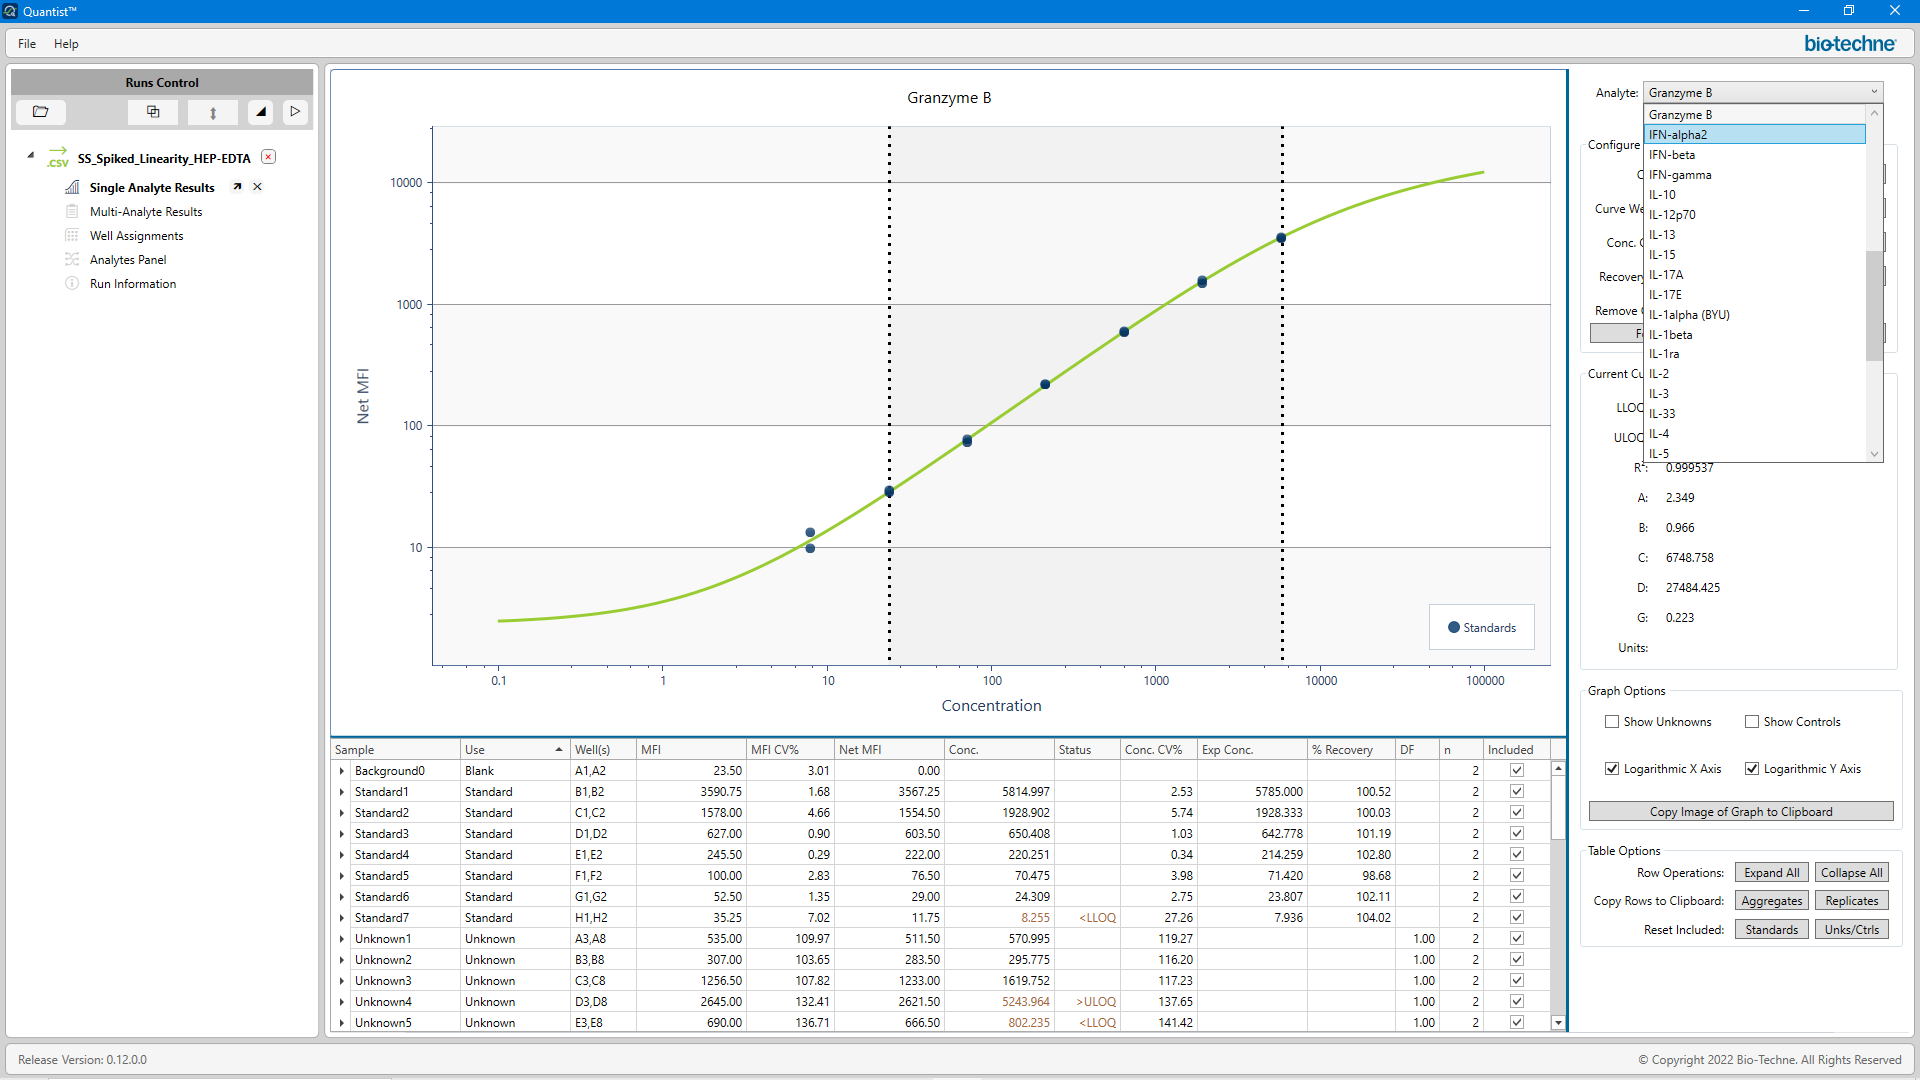 Quantist™
File Help
bio-techne
Runs Control
SS_Spiked_Linearity_HEP-EDTA
.CSV
Single Analyte Results
Multi-Analyte Results
Well Assignments
Analytes Panel
Run Information
Granzyme B
10000
1000
100
10
Net MFI
Standards
0.1 1 10 100 1000 10000 100000
Concentration
Analyte: Granzyme B
Granzyme B
IFN-alpha2
IFN-beta
IFN-gamma
IL-10
IL-12p70
IL-13
IL-15
IL-17A
IL-17E
IL-1alpha (BYU)
IL-1beta
IL-1ra
IL-2
IL-3
IL-33
IL-4
IL-5
Configure
Curve We
Conc.
Recovery
Remove
Current Cu
LLOQ
ULOQ
R²: 0.999537
A: 2.349
B: 0.966
C: 6748.758
D: 27484.425
G: 0.223
Units:
Graph Options
Show Unknowns Show Controls
Logarithmic X Axis Logarithmic Y Axis
Copy Image of Graph to Clipboard
Table Options
Row Operations: Expand All Collapse All
Copy Rows to Clipboard: Aggregates Replicates
Reset Included: Standards Unks/Ctrls
Sample Use Well(s) MFI MFI CV% Net MFI Conc. Status Conc. CV% Exp Conc. % Recovery DF n Included
Background0 Blank A1,A2 23.50 3.01 0.00 2
Standard1 Standard B1,B2 3590.75 1.68 3567.25 5814.997 2.53 5785.000 100.52 2
Standard2 Standard C1,C2 1578.00 4.66 1554.50 1928.902 5.74 1928.333 100.03 2
Standard3 Standard D1,D2 627.00 0.90 603.50 650.408 1.03 642.778 101.19 2
Standard4 Standard E1,E2 245.50 0.29 222.00 220.251 0.34 214.259 102.80 2
Standard5 Standard F1,F2 100.00 2.83 76.50 70.475 3.98 71.420 98.68 2
Standard6 Standard G1,G2 52.50 1.35 29.00 24.309 2.75 23.807 102.11 2
Standard7 Standard H1,H2 35.25 7.02 11.75 8.255 <LLOQ 27.26 7.936 104.02 2
Unknown1 Unknown A3,A8 535.00 109.97 511.50 570.995 119.27 1.00 2
Unknown2 Unknown B3,B8 307.00 103.65 283.50 295.775 116.20 1.00 2
Unknown3 Unknown C3,C8 1256.50 107.82 1233.00 1619.752 117.23 1.00 2
Unknown4 Unknown D3,D8 2645.00 132.41 2621.50 5243.964 >ULOQ 137.65 1.00 2
Unknown5 Unknown E3,E8 690.00 136.71 666.50 802.235 <LLOQ 141.42 1.00 2
Release Version: 0.12.0.0
© Copyright 2022 Bio-Techne. All Rights Reserved